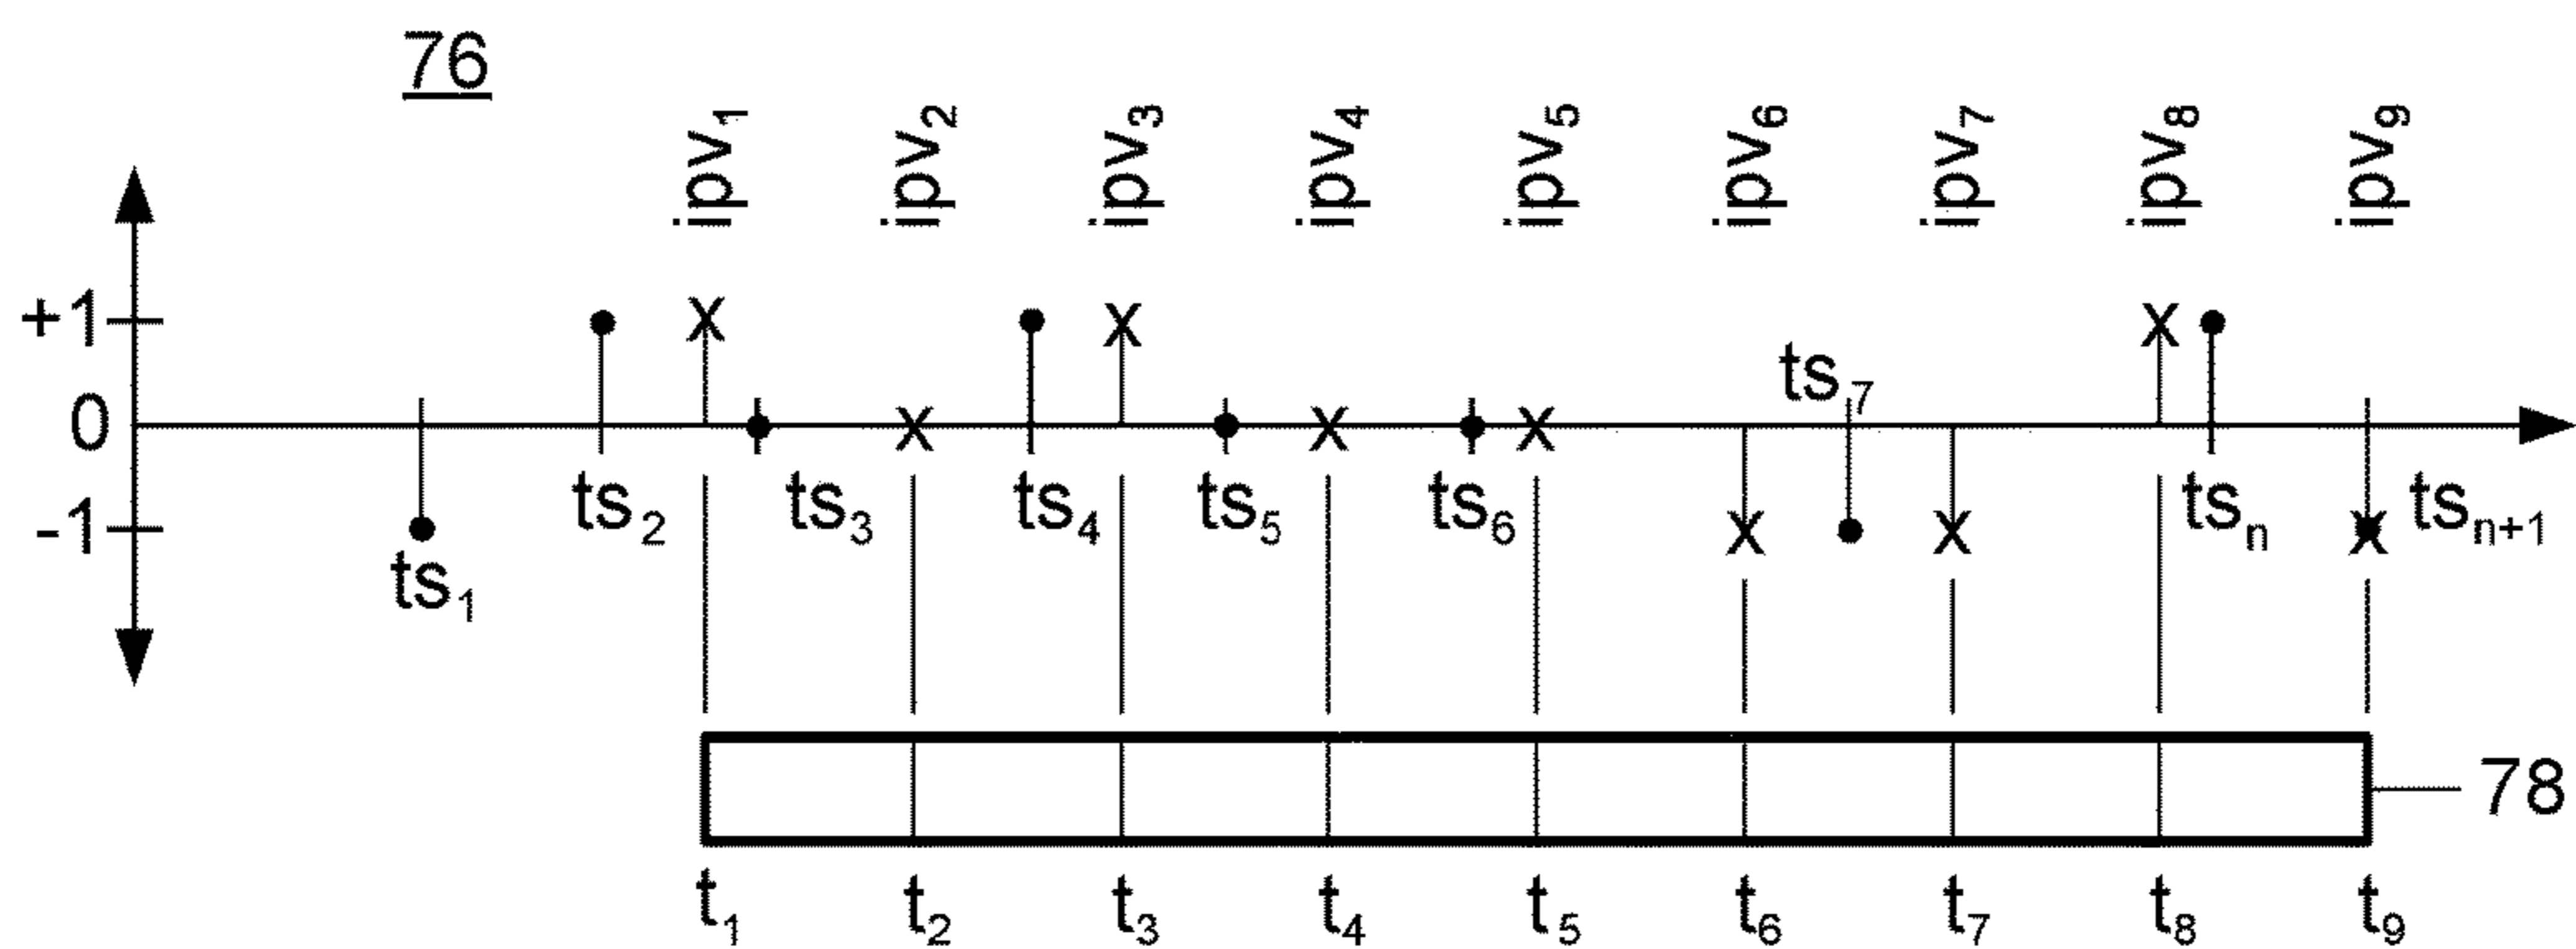 76
ipv₁ ipv₂ ipv₃ ipv₄ ipv₅ ipv₆ ipv₇ ipv₈ ipv₉
+1 x x x
ts₇
0 x x x
ts₂ ts₃ ts₄ ts₅ ts₆ tsₙ tsₙ₊₁
-1 x x x
ts₁
78
t₁ t₂ t₃ t₄ t₅ t₆ t₇ t₈ t₉